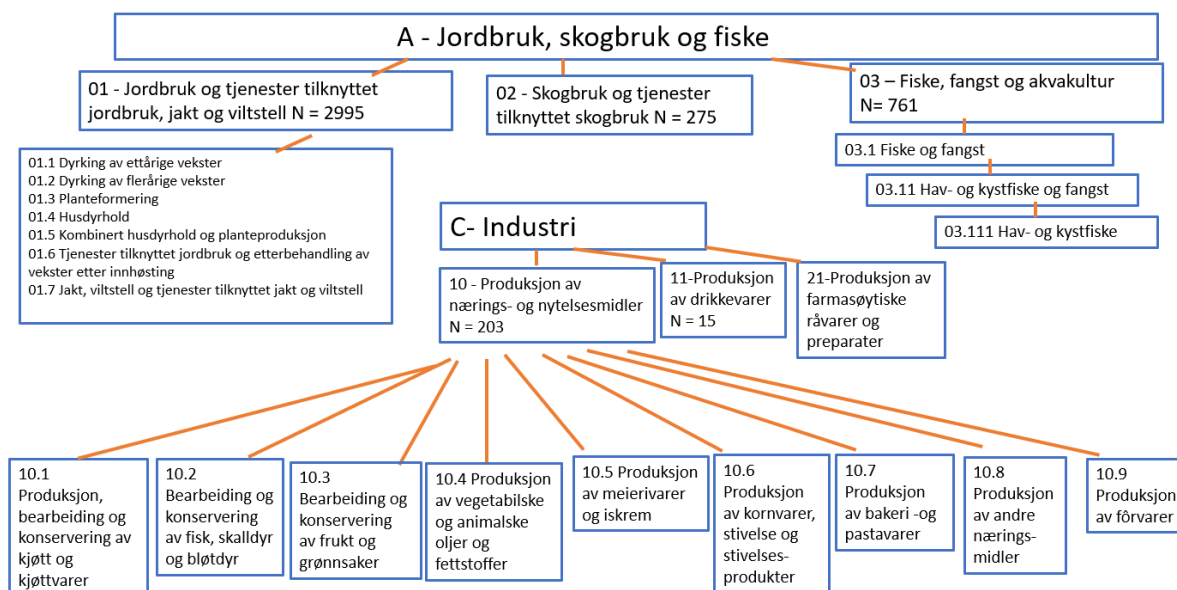 A - Jordbruk, skogbruk og fiske
01 - Jordbruk og tjenester tilknyttet
jordbruk, jakt og viltstell N = 2995
02 - Skogbruk og tjenester
tilknyttet skogbruk N = 275
03 – Fiske, fangst og akvakultur
N= 761
01.1 Dyrking av ettårige vekster
01.2 Dyrking av flerårige vekster
01.3 Planteformering
01.4 Husdyrhold
01.5 Kombinert husdyrhold og planteproduksjon
01.6 Tjenester tilknyttet jordbruk og etterbehandling av
vekster etter innhøsting
01.7 Jakt, viltstell og tjenester tilknyttet jakt og viltstell
03.1 Fiske og fangst
03.11 Hav- og kystfiske og fangst
03.111 Hav- og kystfiske
C- Industri
10 - Produksjon av
nærings- og nytelsesmidler
N = 203
11-Produksjon
av drikkevarer
N = 15
21-Produksjon av
farmasøytiske
råvarer og
preparater
10.1
Produksjon,
bearbeiding og
konservering av
kjøtt og
kjøttvarer
10.2
Bearbeiding og
konservering
av fisk, skalldyr
og bløtdyr
10.3
Bearbeiding og
konservering
av frukt og
grønnsaker
10.4 Produksjon
av vegetabilske
og animalske
oljer og
fettstoffer
10.5 Produksjon
av meierivarer
og iskrem
10.6
Produksjon
av kornvarer,
stivelse og
stivelses-
produkter
10.7
Produksjon
av bakeri -og
pastavarer
10.8
Produksjon
av andre
nærings-
midler
10.9
Produksjon
av fôrvarer